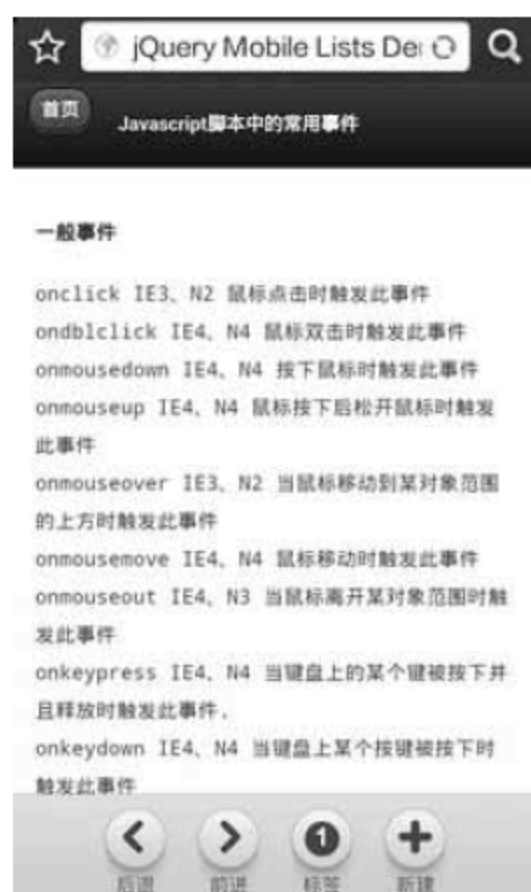 jQuery Mobile Lists De
首页
Javascript脚本中的常用事件
一般事件
onclick IE3、N2 鼠标点击时触发此事件
ondblclick IE4、N4 鼠标双击时触发此事件
onmousedown IE4、N4 按下鼠标时触发此事件
onmouseup IE4、N4 鼠标按下后松开鼠标时触发
此事件
onmouseover IE3、N2 当鼠标移动到某对象范围
的上方时触发此事件
onmousemove IE4、N4 鼠标移动时触发此事件
onmouseout IE4、N3 当鼠标离开某对象范围时触
发此事件
onkeypress IE4、N4 当键盘上的某个键被按下并
且释放时触发此事件.
onkeydown IE4、N4 当键盘上某个按键被按下时
触发此事件
1
后退 前进 标签 新建